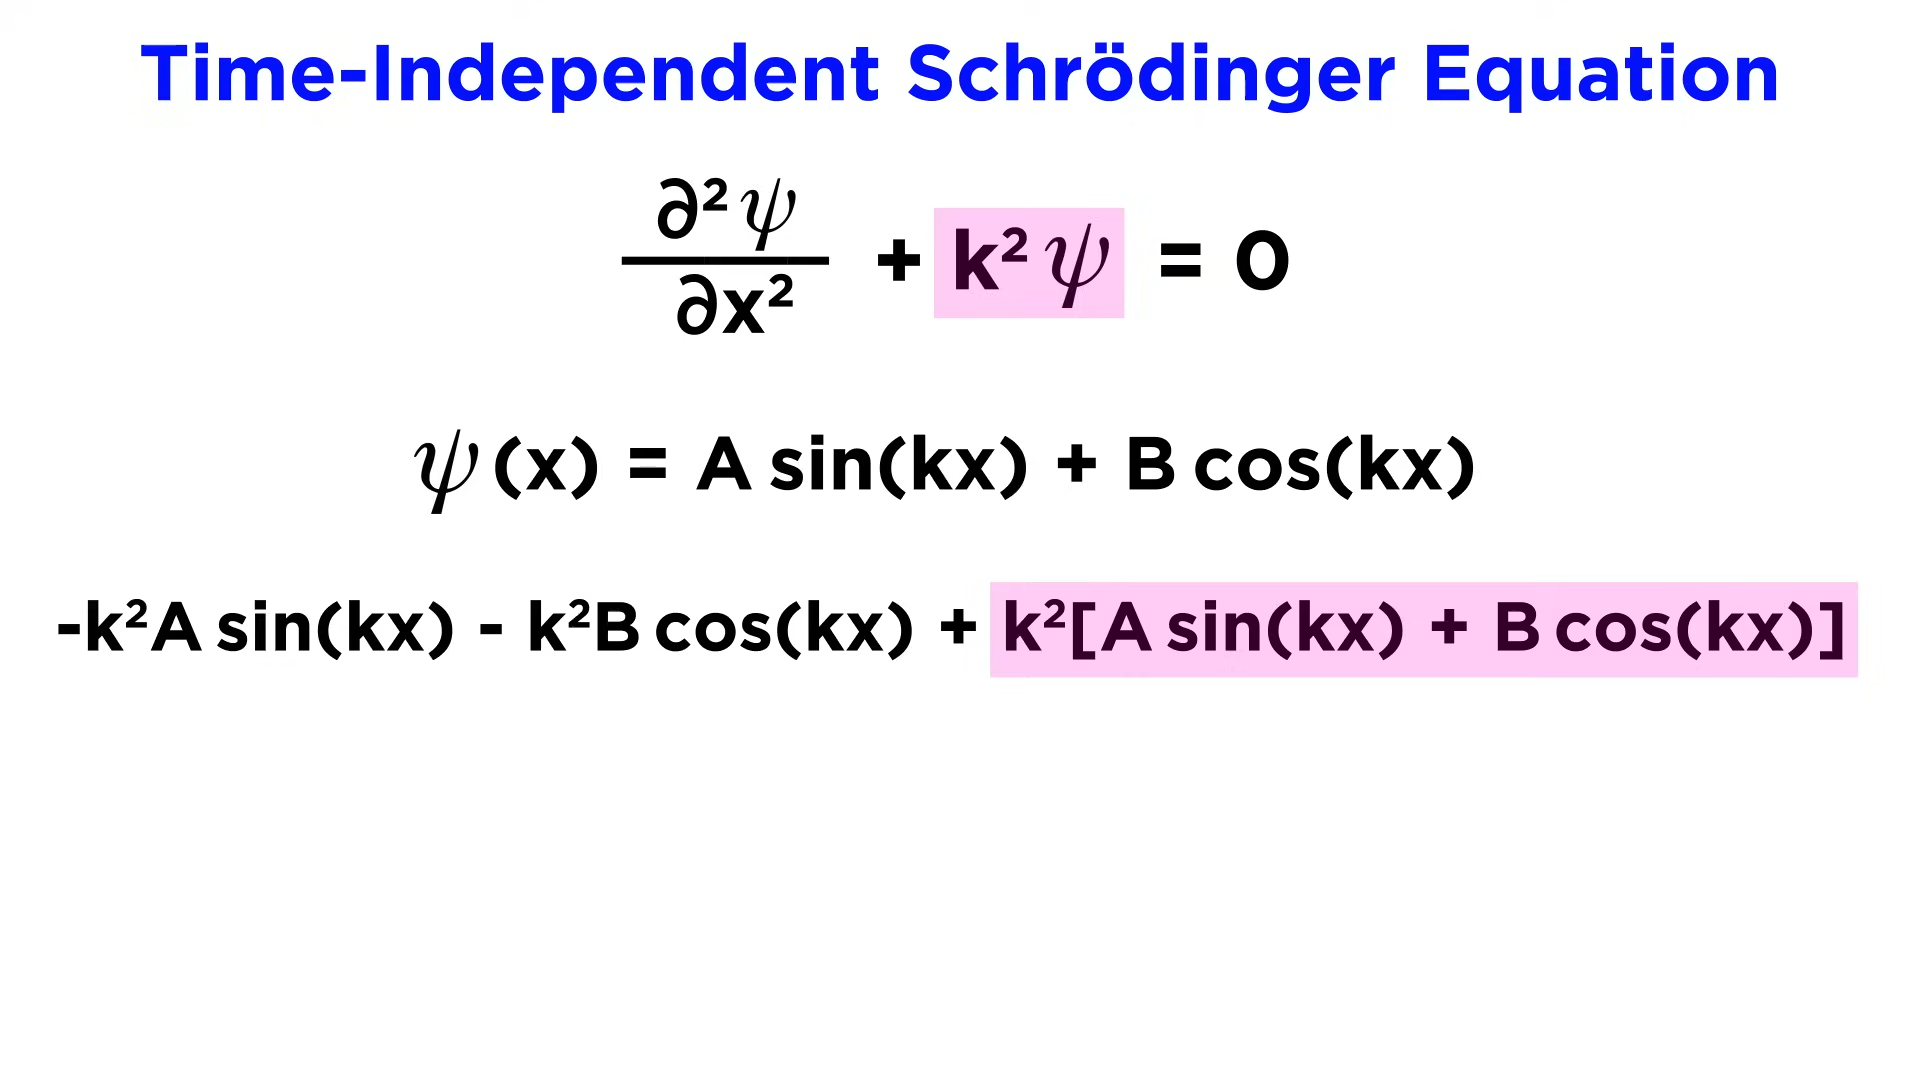 Time-Independent Schrödinger Equation
∂²ψ
∂x²
+ k²ψ = 0
ψ(x) = A sin(kx) + B cos(kx)
-k²A sin(kx) - k²B cos(kx) + k²[A sin(kx) + B cos(kx)]